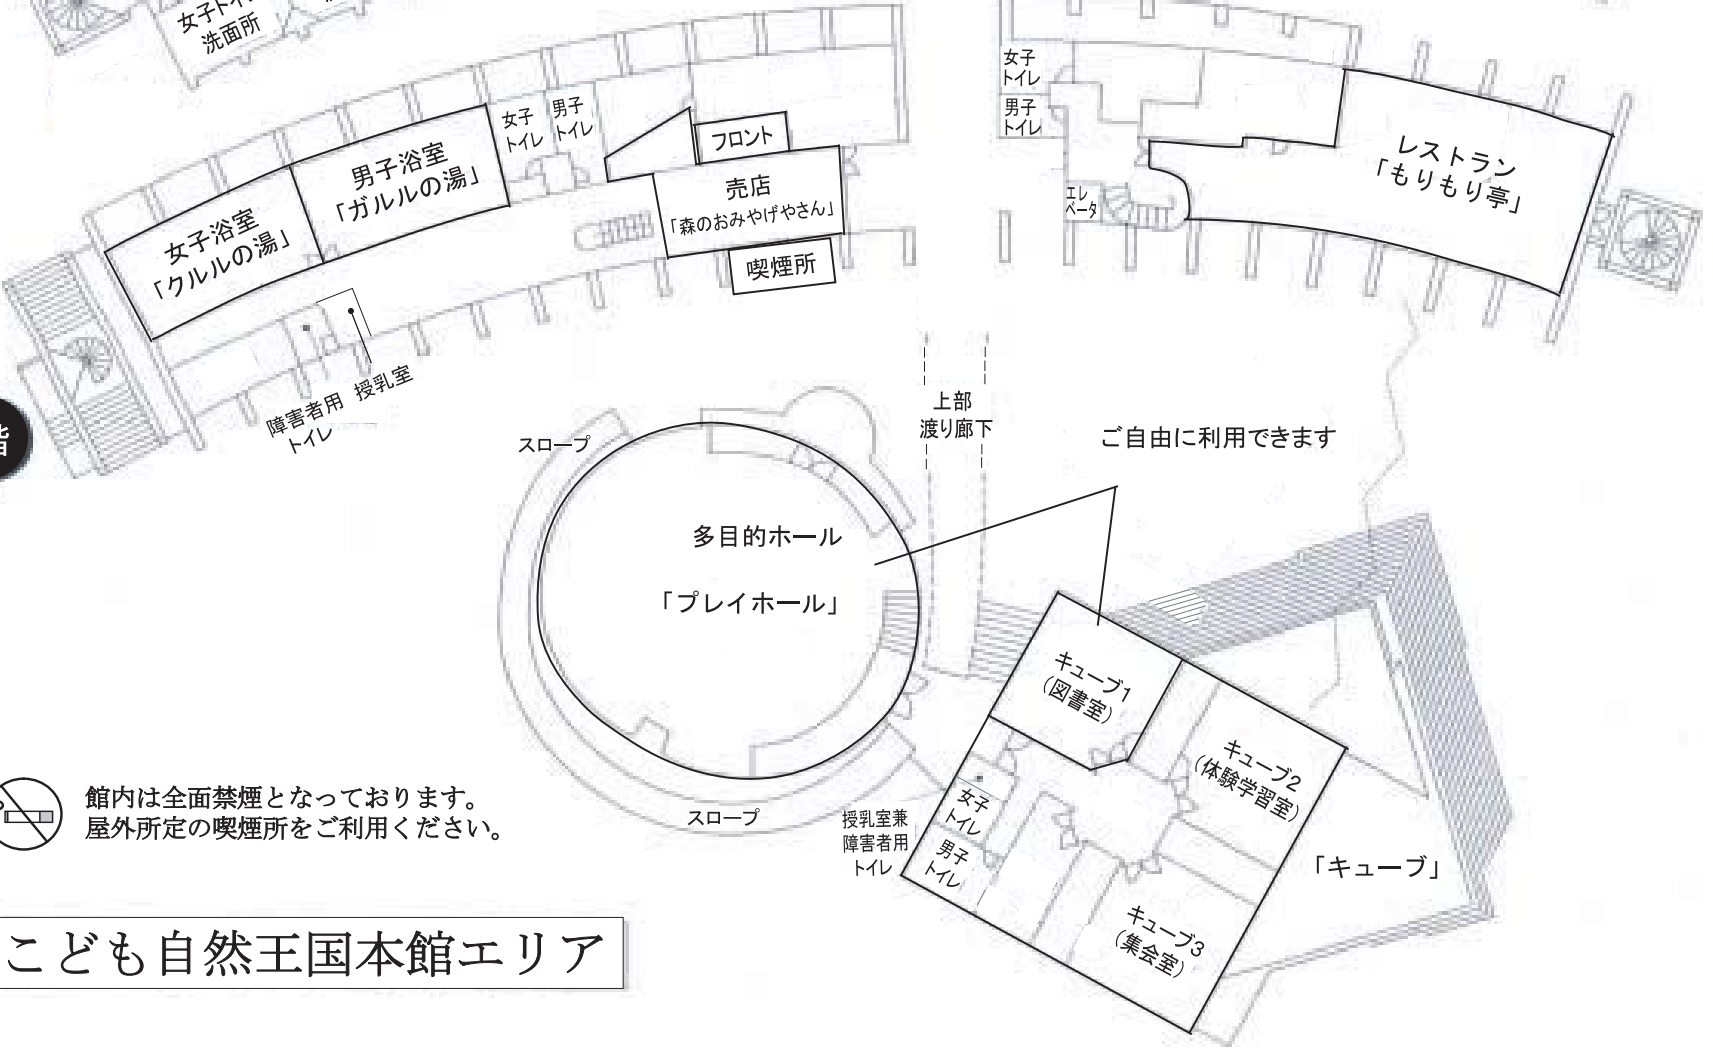 女子トイレ
洗面所
女子
トイレ
男子
トイレ
フロント
売店
「森のおみやげやさん」
喫煙所
男子浴室
「ガルルの湯」
女子浴室
「クルルの湯」
障害者用
トイレ
授乳室
女子
トイレ
男子
トイレ
エレ
ベータ
レストラン
「もりもり亭」
階
スロープ
上部
渡り廊下
ご自由に利用できます
多目的ホール
「プレイホール」
スロープ
キューブ1
(図書室)
キューブ2
(体験学習室)
キューブ3
(集会室)
「キューブ」
女子
トイレ
男子
トイレ
授乳室兼
障害者用
トイレ
館内は全面禁煙となっております。
屋外所定の喫煙所をご利用ください。
こども自然王国本館エリア